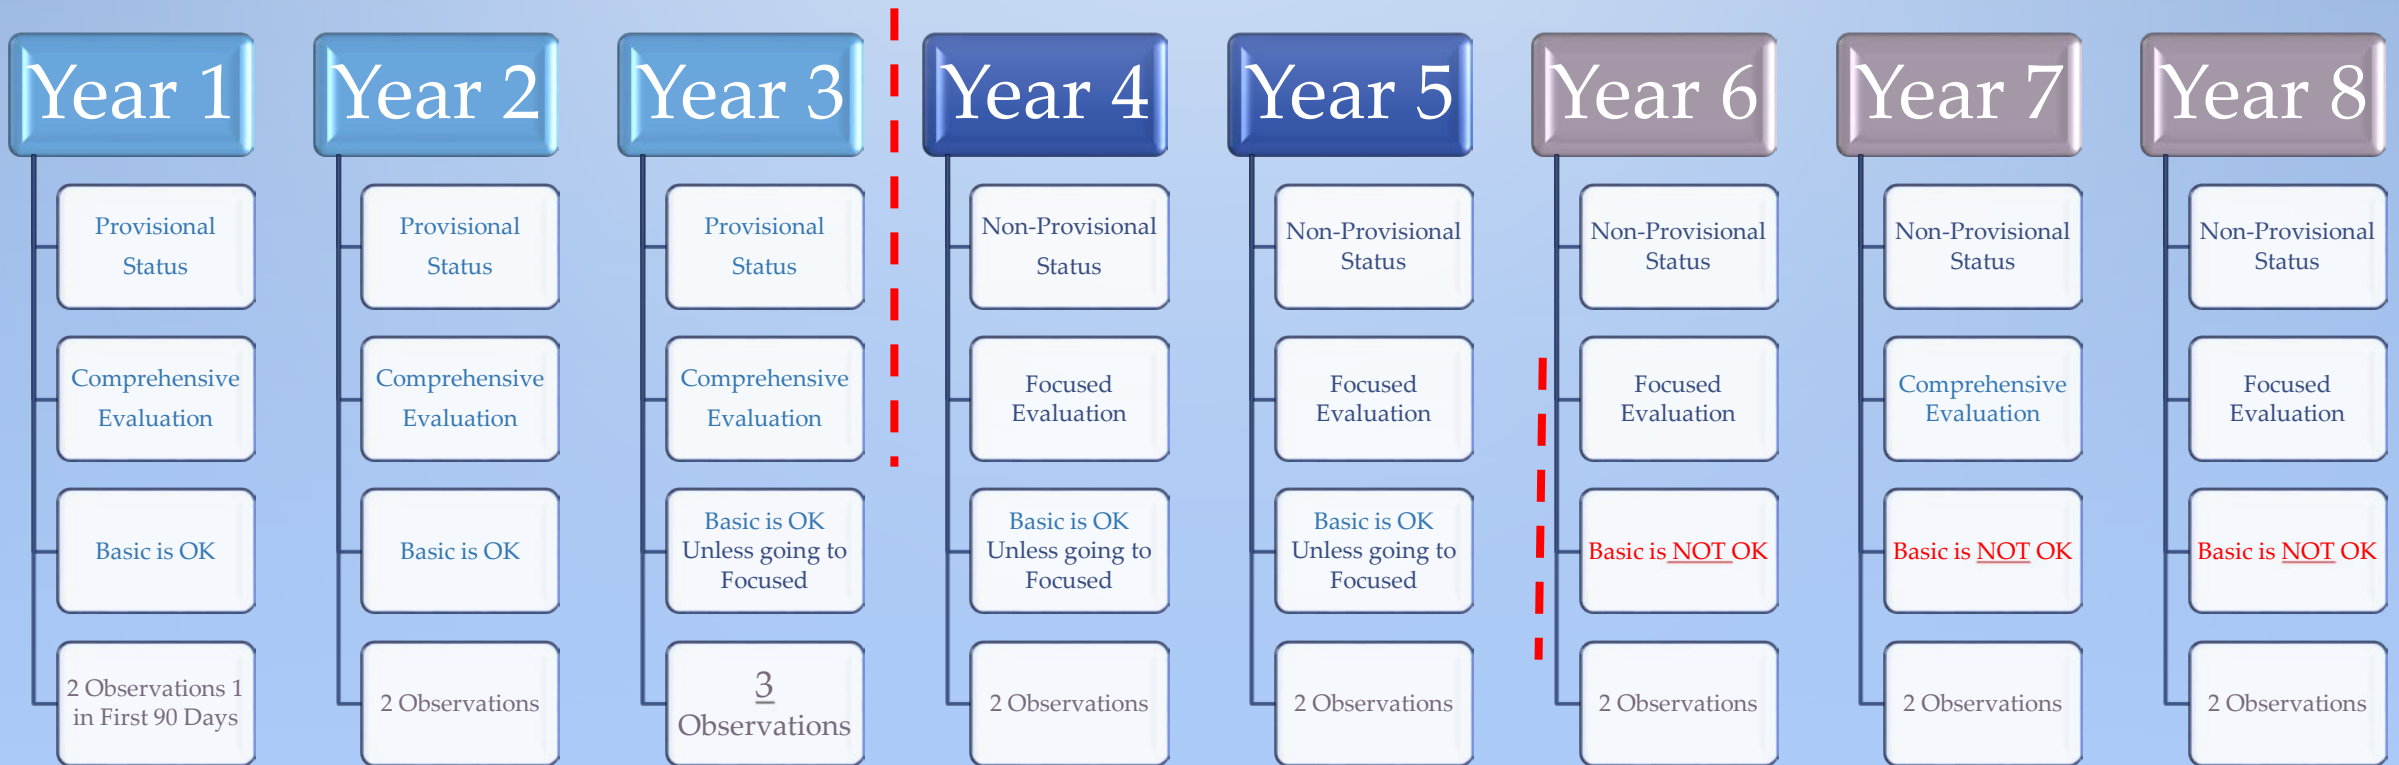 Year 1
Provisional
Status
Comprehensive
Evaluation
Basic is OK
2 Observations 1
in First 90 Days
Year 2
Provisional
Status
Comprehensive
Evaluation
Basic is OK
2 Observations
Year 3
Provisional
Status
Comprehensive
Evaluation
Basic is OK
Unless going to
Focused
3
Observations
Year 4
Non-Provisional
Status
Focused
Evaluation
Basic is OK
Unless going to
Focused
2 Observations
Year 5
Non-Provisional
Status
Focused
Evaluation
Basic is OK
Unless going to
Focused
2 Observations
Year 6
Non-Provisional
Status
Focused
Evaluation
Basic is NOT OK
2 Observations
Year 7
Non-Provisional
Status
Comprehensive
Evaluation
Basic is NOT OK
2 Observations
Year 8
Non-Provisional
Status
Focused
Evaluation
Basic is NOT OK
2 Observations